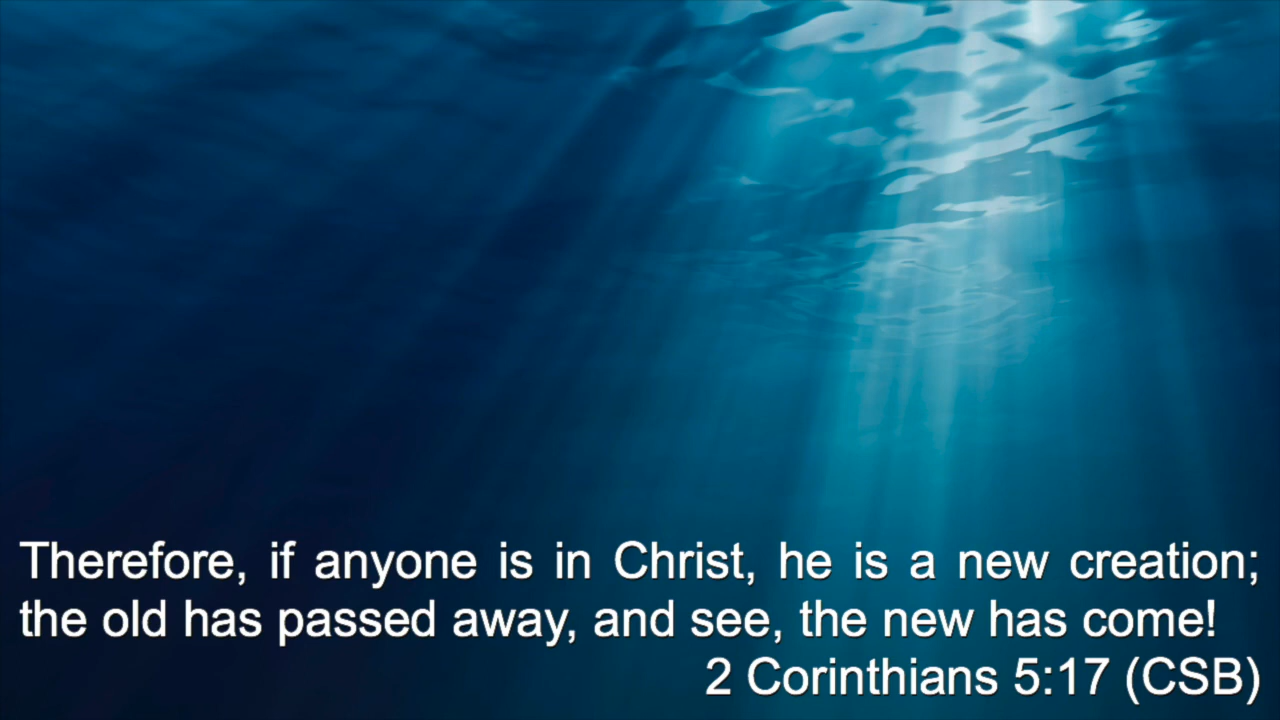 Therefore, if anyone is in Christ, he is a new creation;
the old has passed away, and see, the new has come!
2 Corinthians 5:17 (CSB)